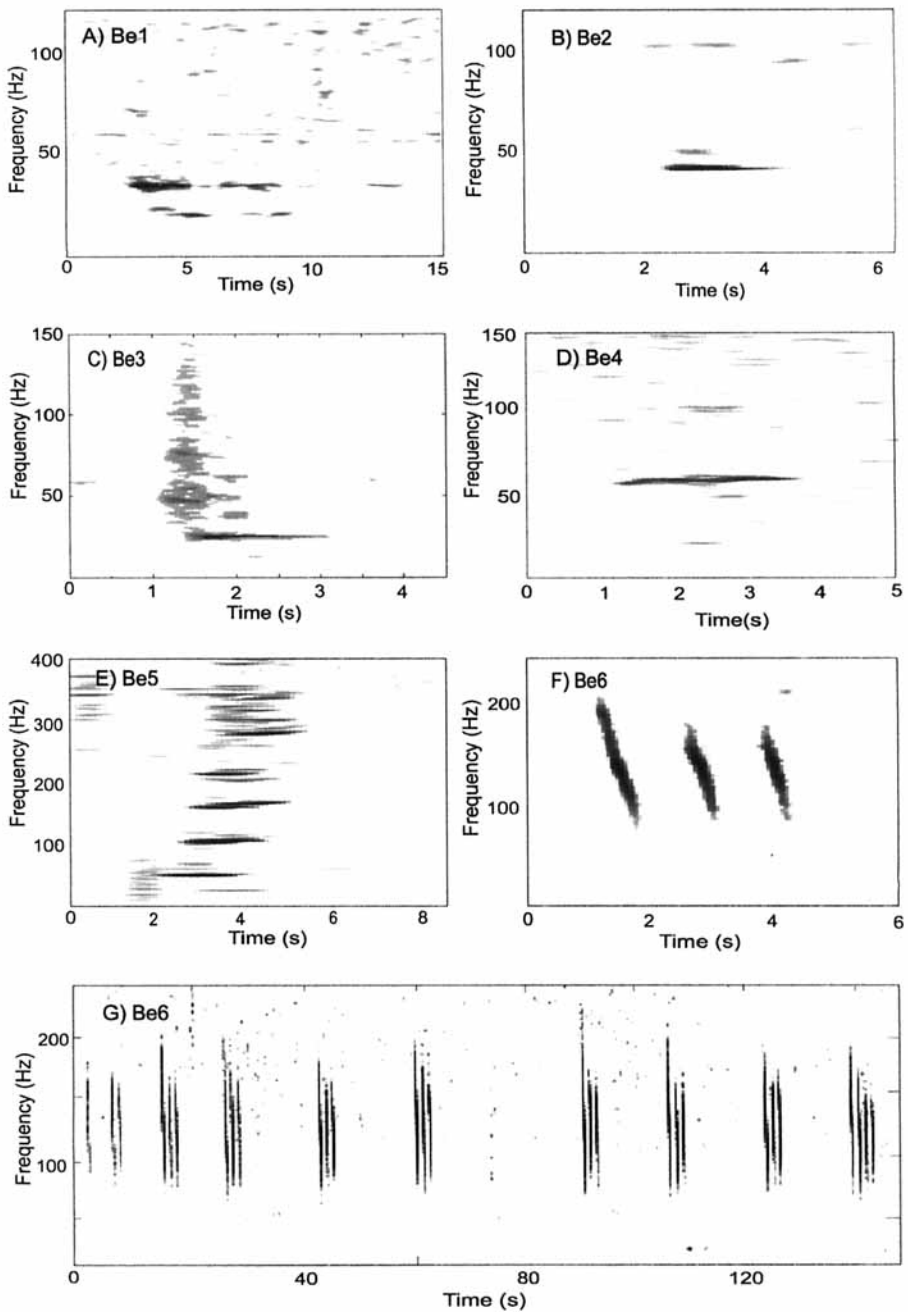 A) Be1
Frequency (Hz)
100
50
0 5 10 15
Time (s)
B) Be2
Frequency (Hz)
100
50
0 2 4 6
Time (s)
C) Be3
Frequency (Hz)
150
100
50
0 1 2 3 4
Time (s)
D) Be4
Frequency (Hz)
150
100
50
0 1 2 3 4 5
Time(s)
E) Be5
Frequency (Hz)
400
300
200
100
0 2 4 6 8
Time (s)
F) Be6
Frequency (Hz)
200
100
0 2 4 6
Time (s)
G) Be6
Frequency (Hz)
200
100
0 40 80 120
Time (s)